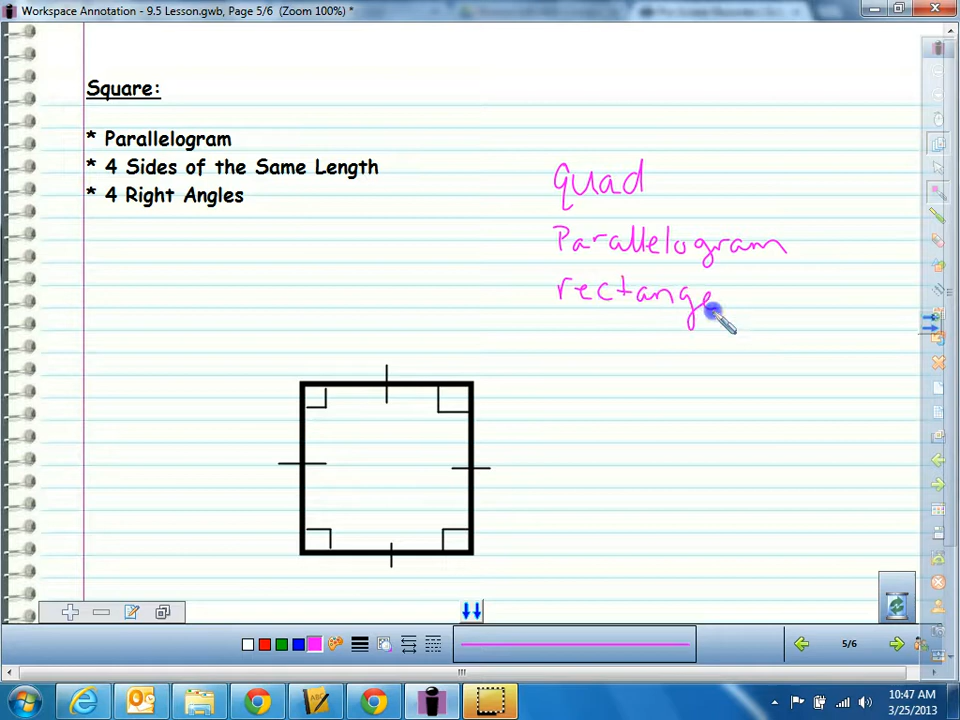 Workspace Annotation - 9.5 Lesson.gwb, Page 5/6 (Zoom 100%) *
Square:
* Parallelogram
* 4 Sides of the Same Length
* 4 Right Angles
quad
Parallelogram
rectange
5/6
10:47 AM
3/25/2013